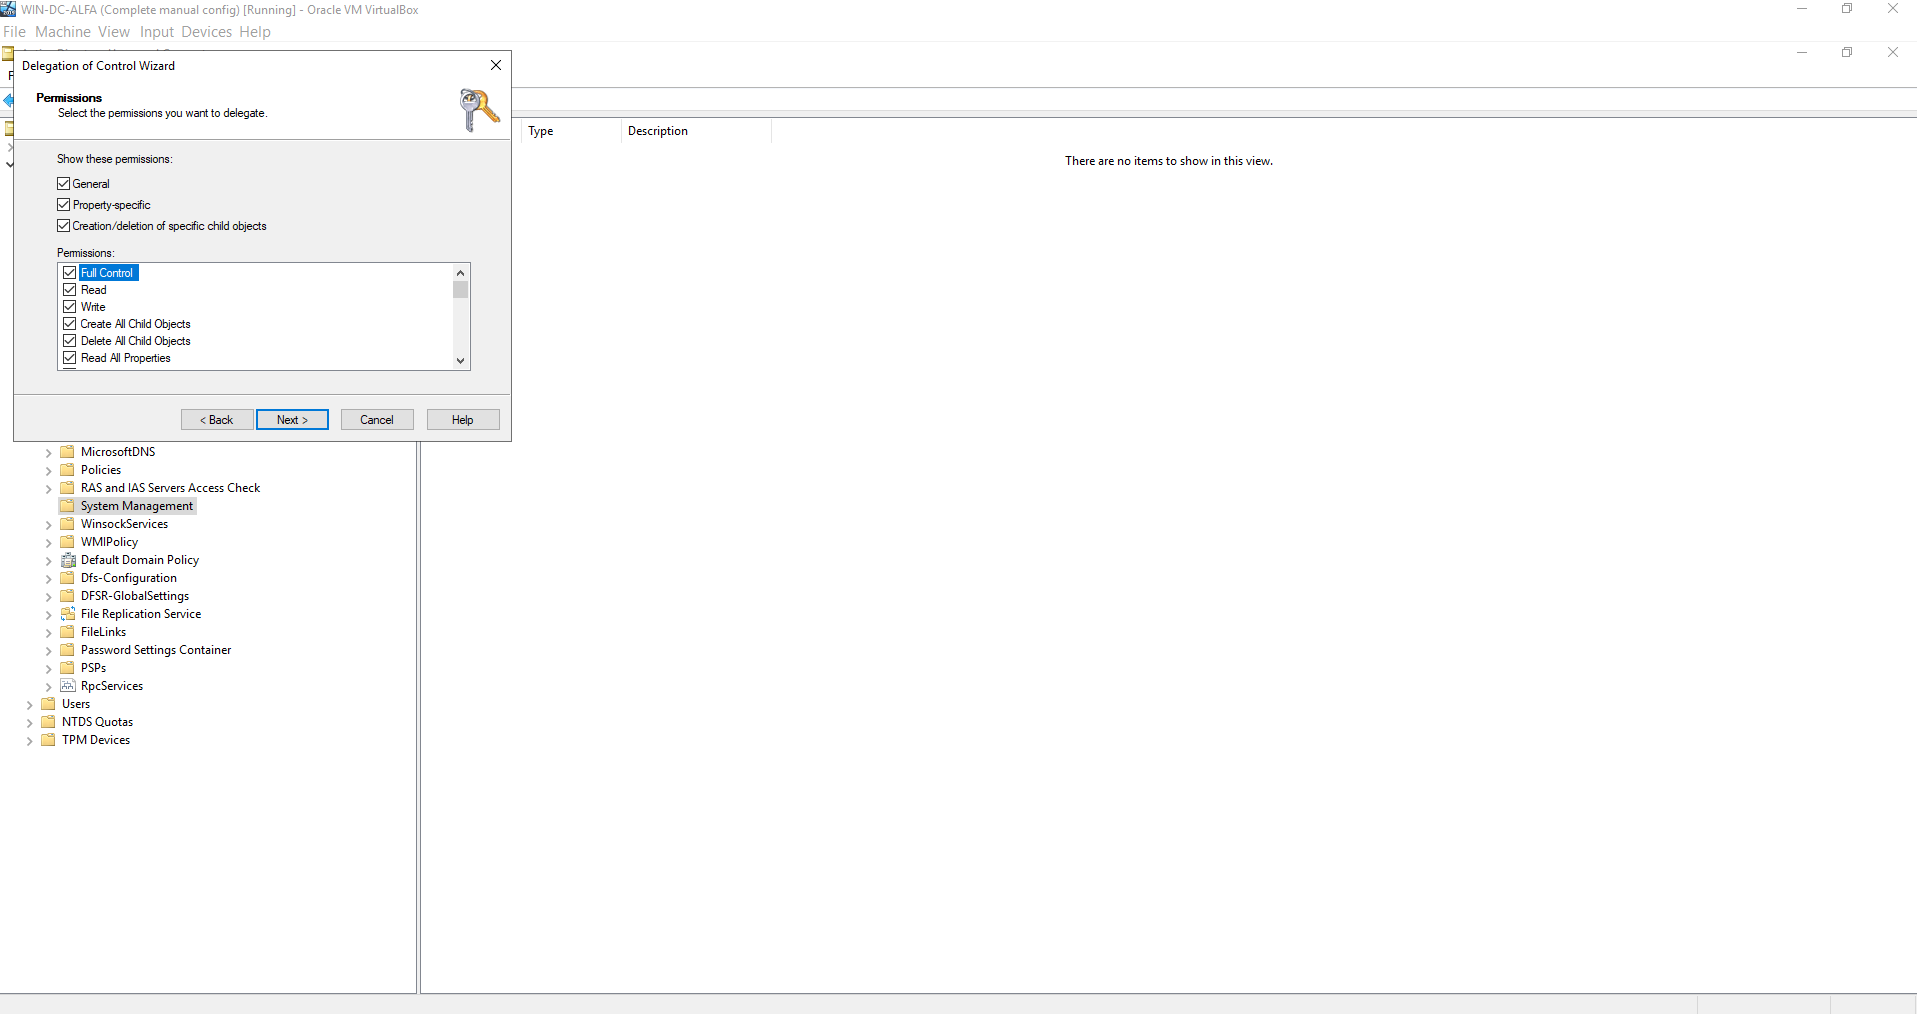 WIN-DC-ALFA (Complete manual config) [Running] - Oracle VM VirtualBox
File Machine View Input Devices Help
Delegation of Control Wizard
Permissions
Select the permissions you want to delegate.
Show these permissions:
General
Property-specific
Creation/deletion of specific child objects
Permissions:
Full Control
Read
Write
Create All Child Objects
Delete All Child Objects
Read All Properties
< Back Next > Cancel Help
Type Description
There are no items to show in this view.
MicrosoftDNS
Policies
RAS and IAS Servers Access Check
System Management
WinsockServices
WMIPolicy
Default Domain Policy
Dfs-Configuration
DFSR-GlobalSettings
File Replication Service
FileLinks
Password Settings Container
PSPs
RpcServices
Users
NTDS Quotas
TPM Devices